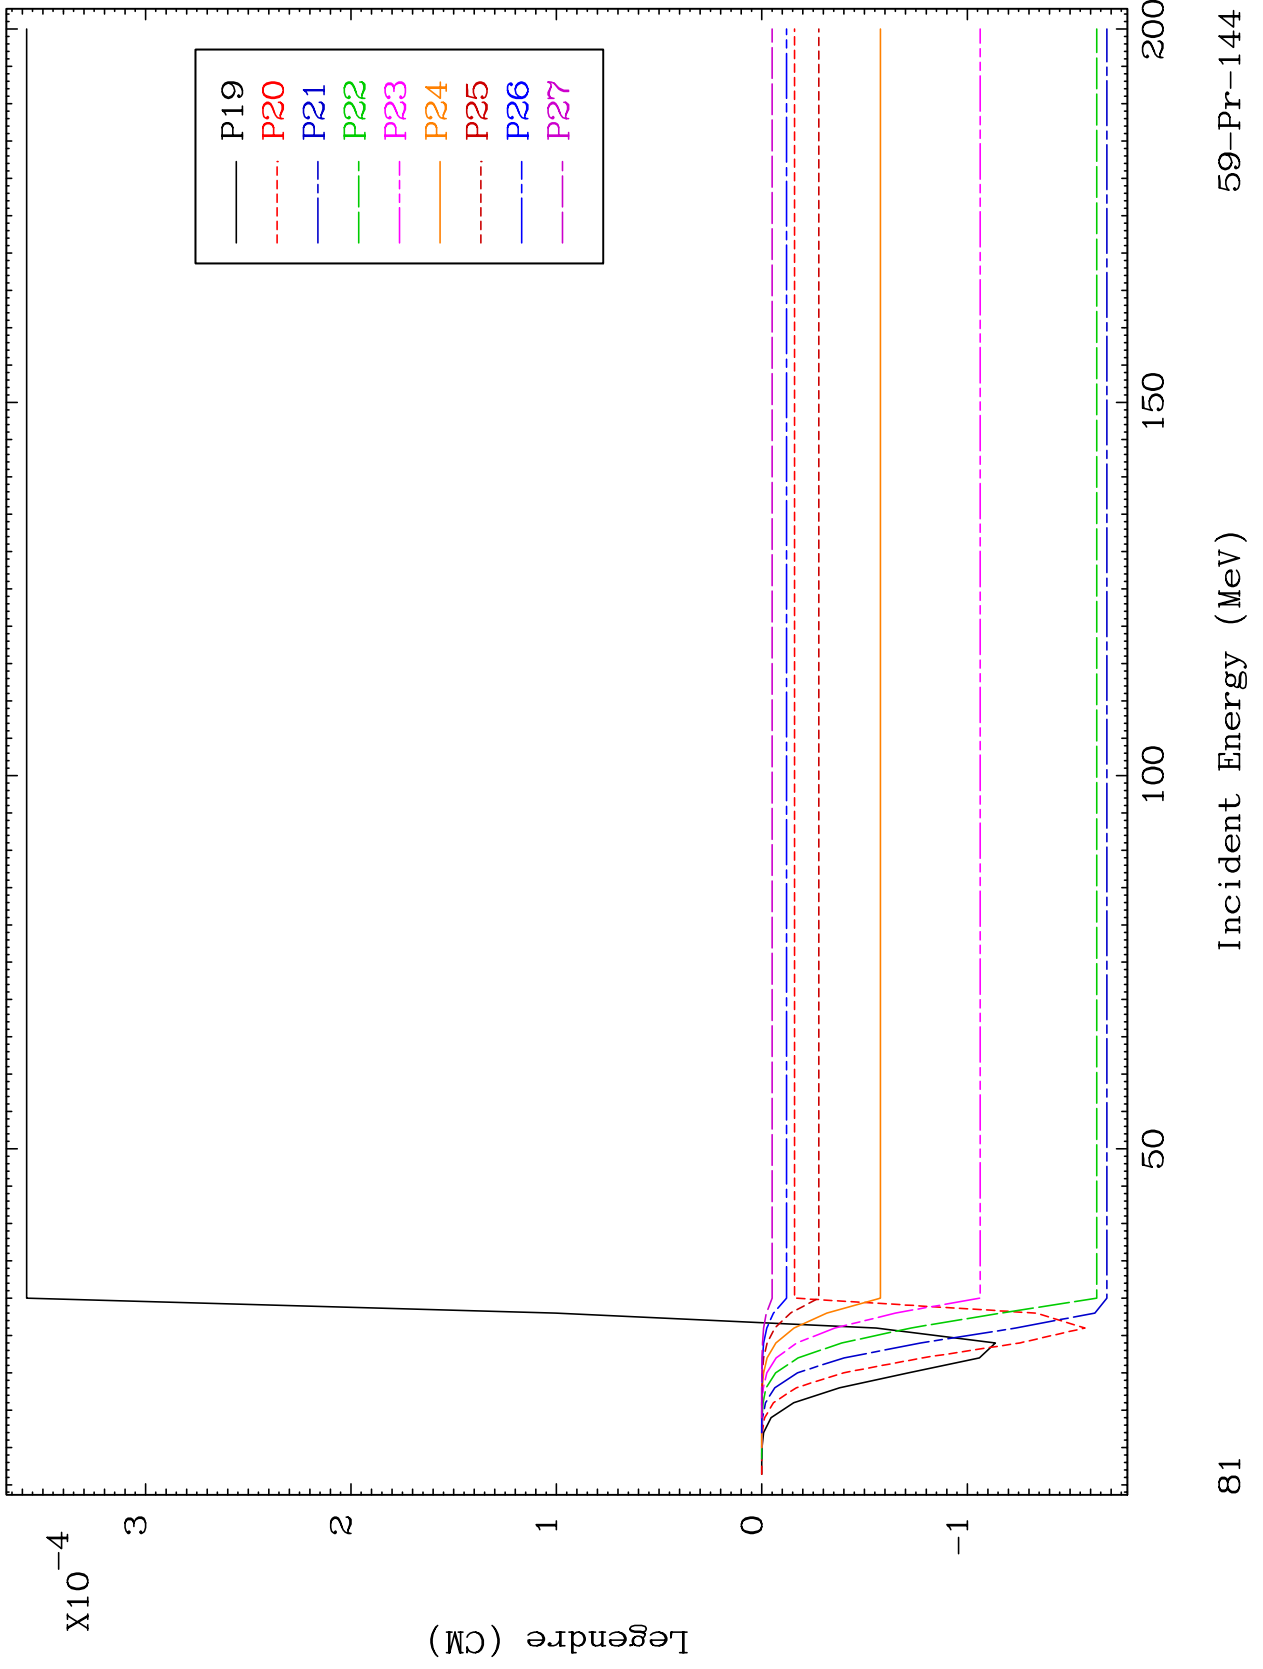 X10⁻⁴
3
2
1
0
-1
Legendre (CM)
P19
P20
P21
P22
P23
P24
P25
P26
P27
50
100
150
200
Incident Energy (MeV)
81
59-Pr-144